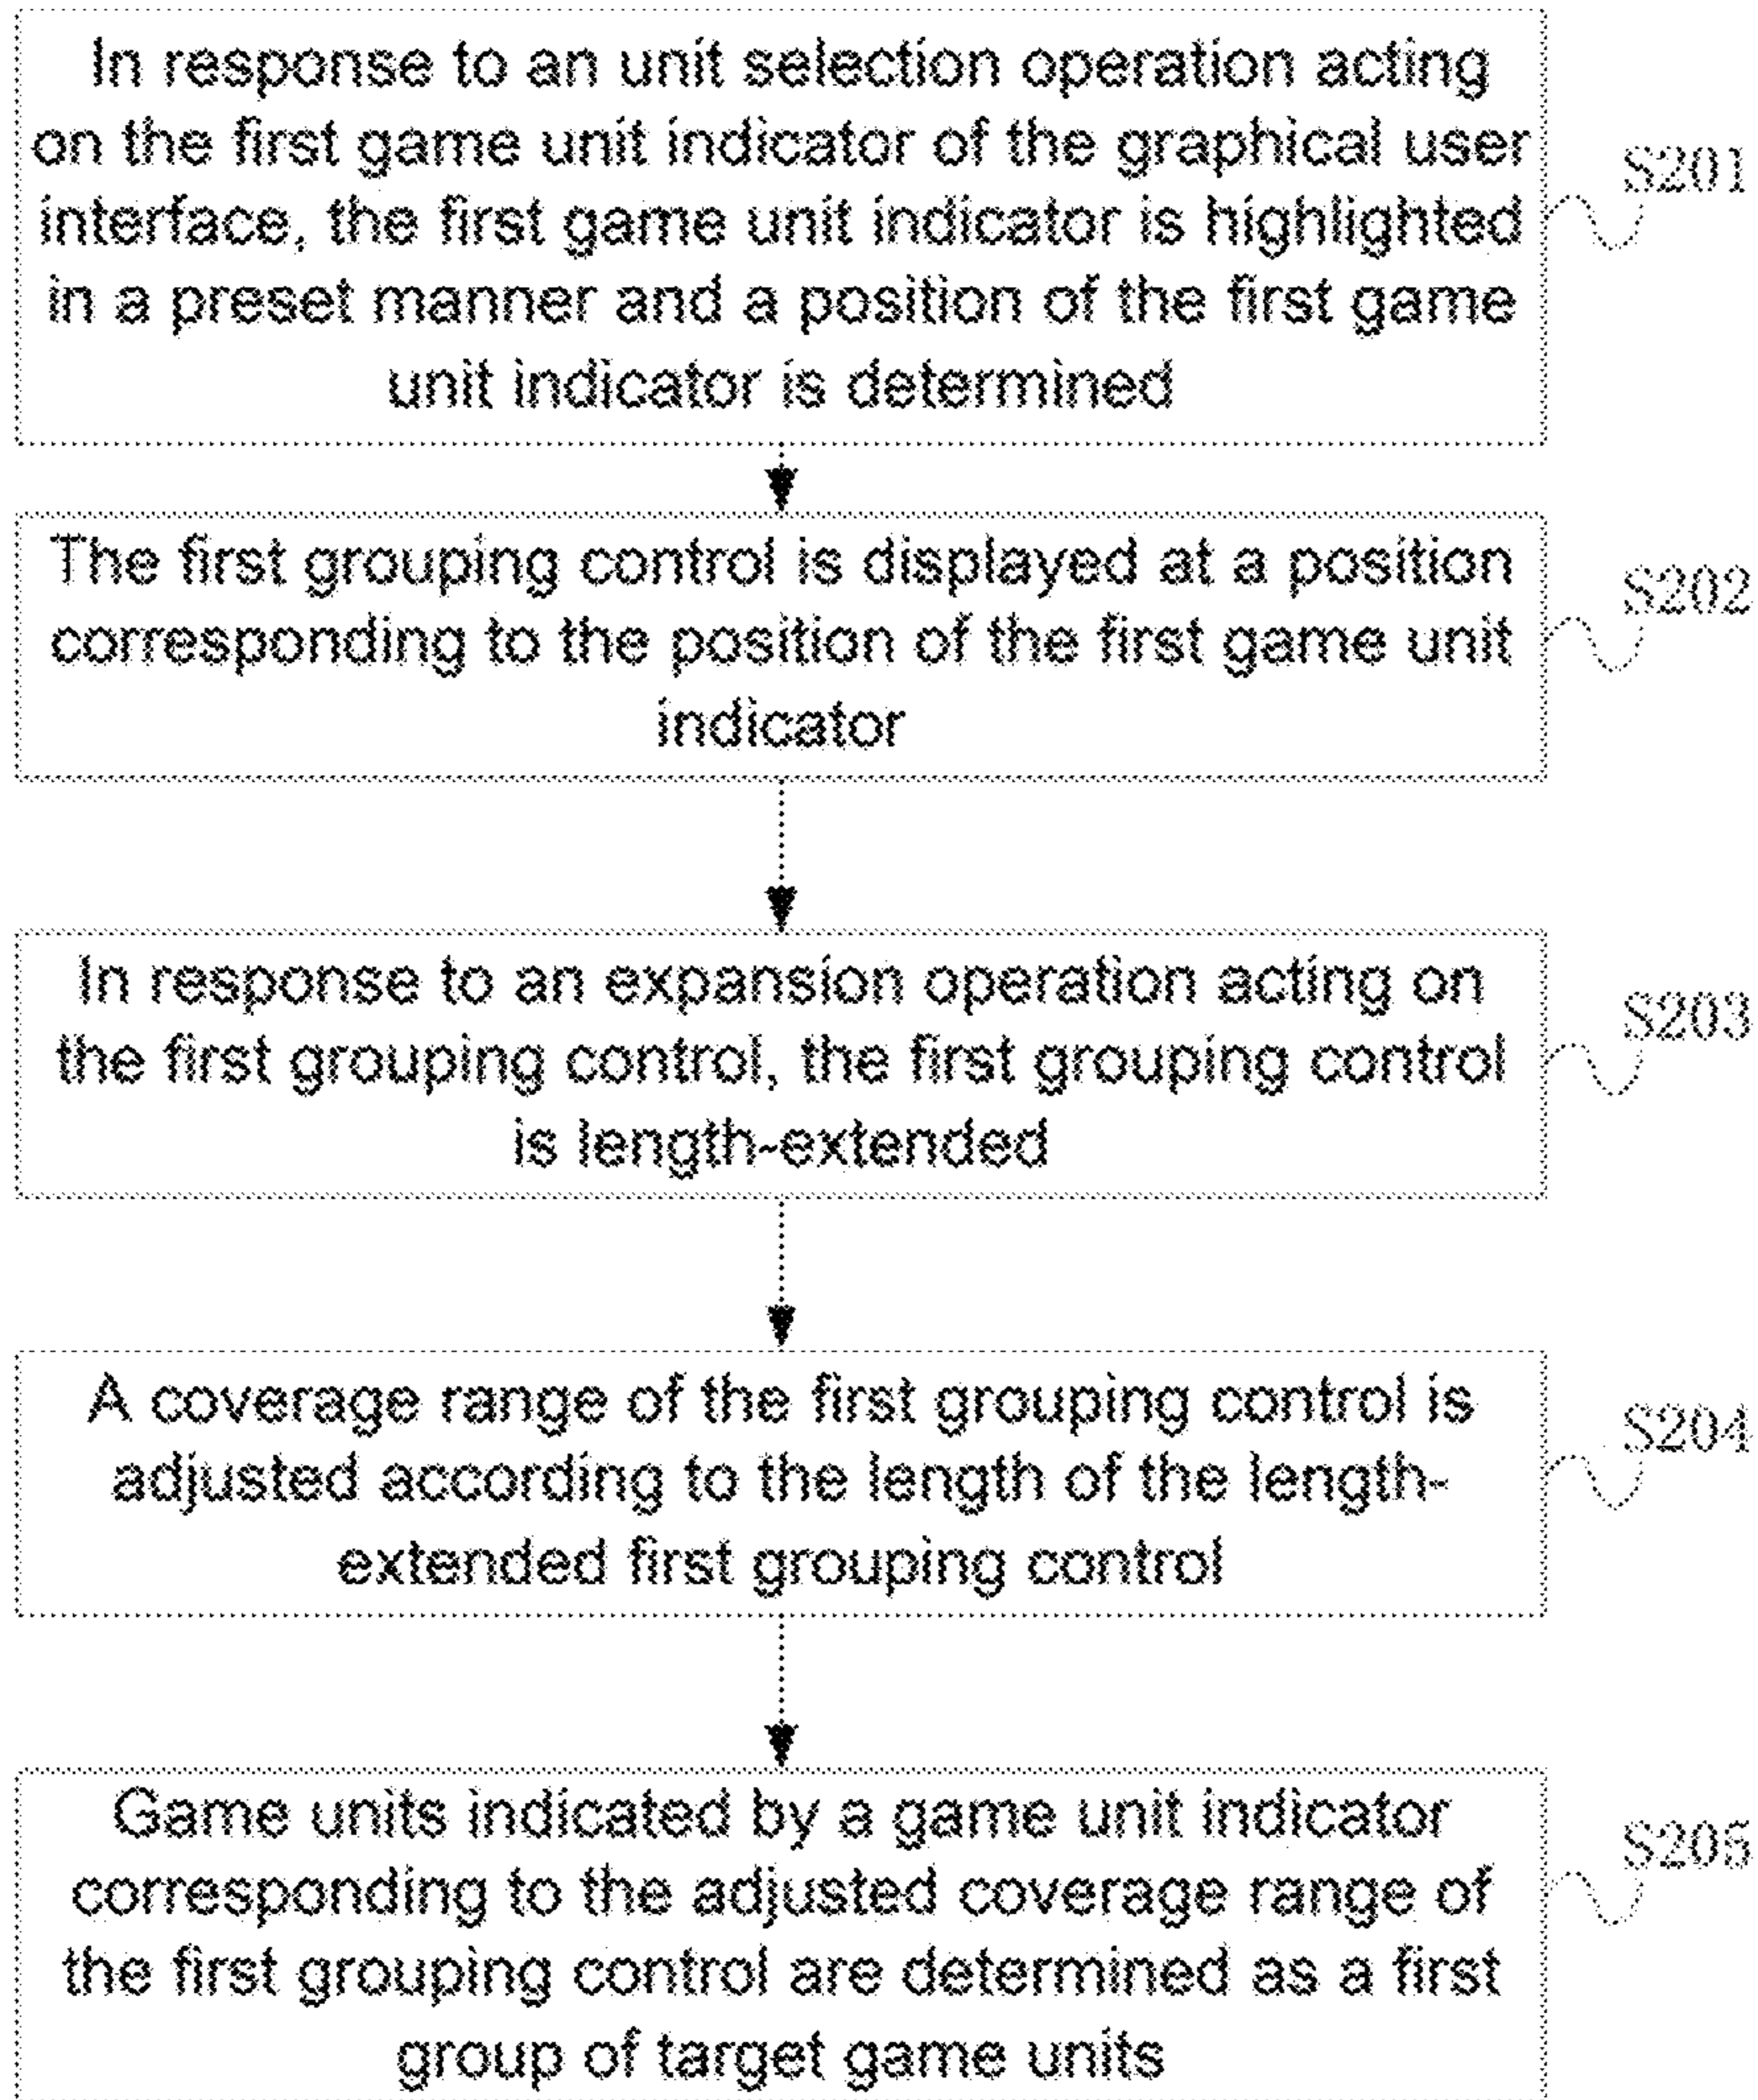 In response to an unit selection operation acting
on the first game unit indicator of the graphical user
interface, the first game unit indicator is highlighted
in a preset manner and a position of the first game
unit indicator is determined
S201
The first grouping control is displayed at a position
corresponding to the position of the first game unit
indicator
S202
In response to an expansion operation acting on
the first grouping control, the first grouping control
is length-extended
S203
A coverage range of the first grouping control is
adjusted according to the length of the length-
extended first grouping control
S204
Game units indicated by a game unit indicator
corresponding to the adjusted coverage range of
the first grouping control are determined as a first
group of target game units
S205